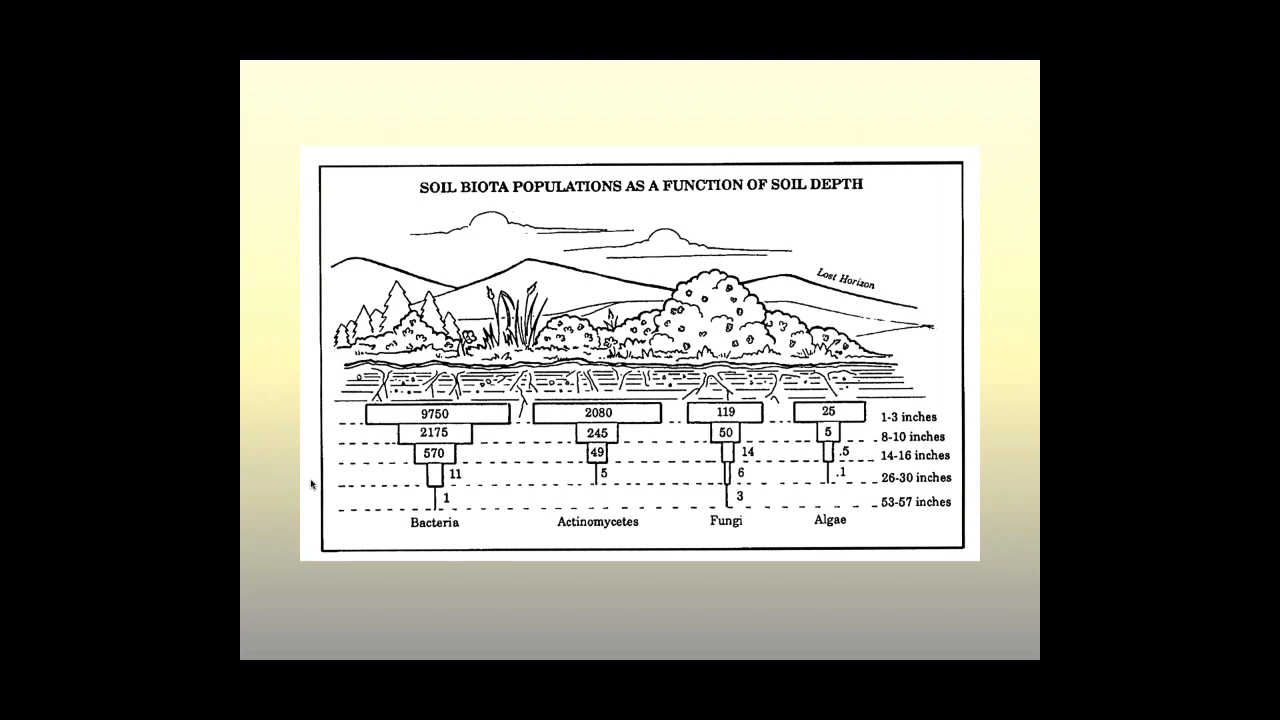 SOIL BIOTA POPULATIONS AS A FUNCTION OF SOIL DEPTH
Lost Horizon
9750 2080 119 25 1-3 inches
2175 245 50 5 8-10 inches
570 49 14 .5 14-16 inches
11 5 6 .1 26-30 inches
1 3 53-57 inches
Bacteria Actinomycetes Fungi Algae